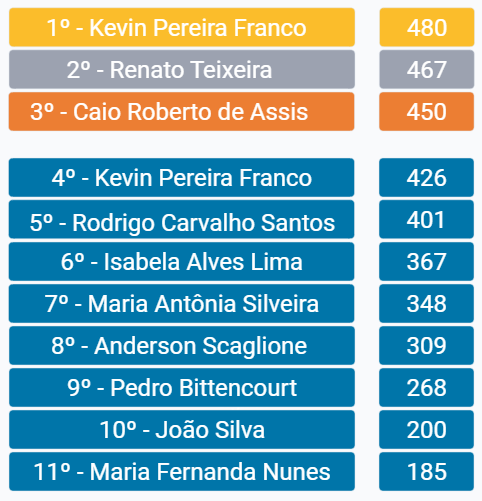 1º - Kevin Pereira Franco 480
2º - Renato Teixeira 467
3º - Caio Roberto de Assis 450
4º - Kevin Pereira Franco 426
5º - Rodrigo Carvalho Santos 401
6º - Isabela Alves Lima 367
7º - Maria Antônia Silveira 348
8º - Anderson Scaglione 309
9º - Pedro Bittencourt 268
10º - João Silva 200
11º - Maria Fernanda Nunes 185